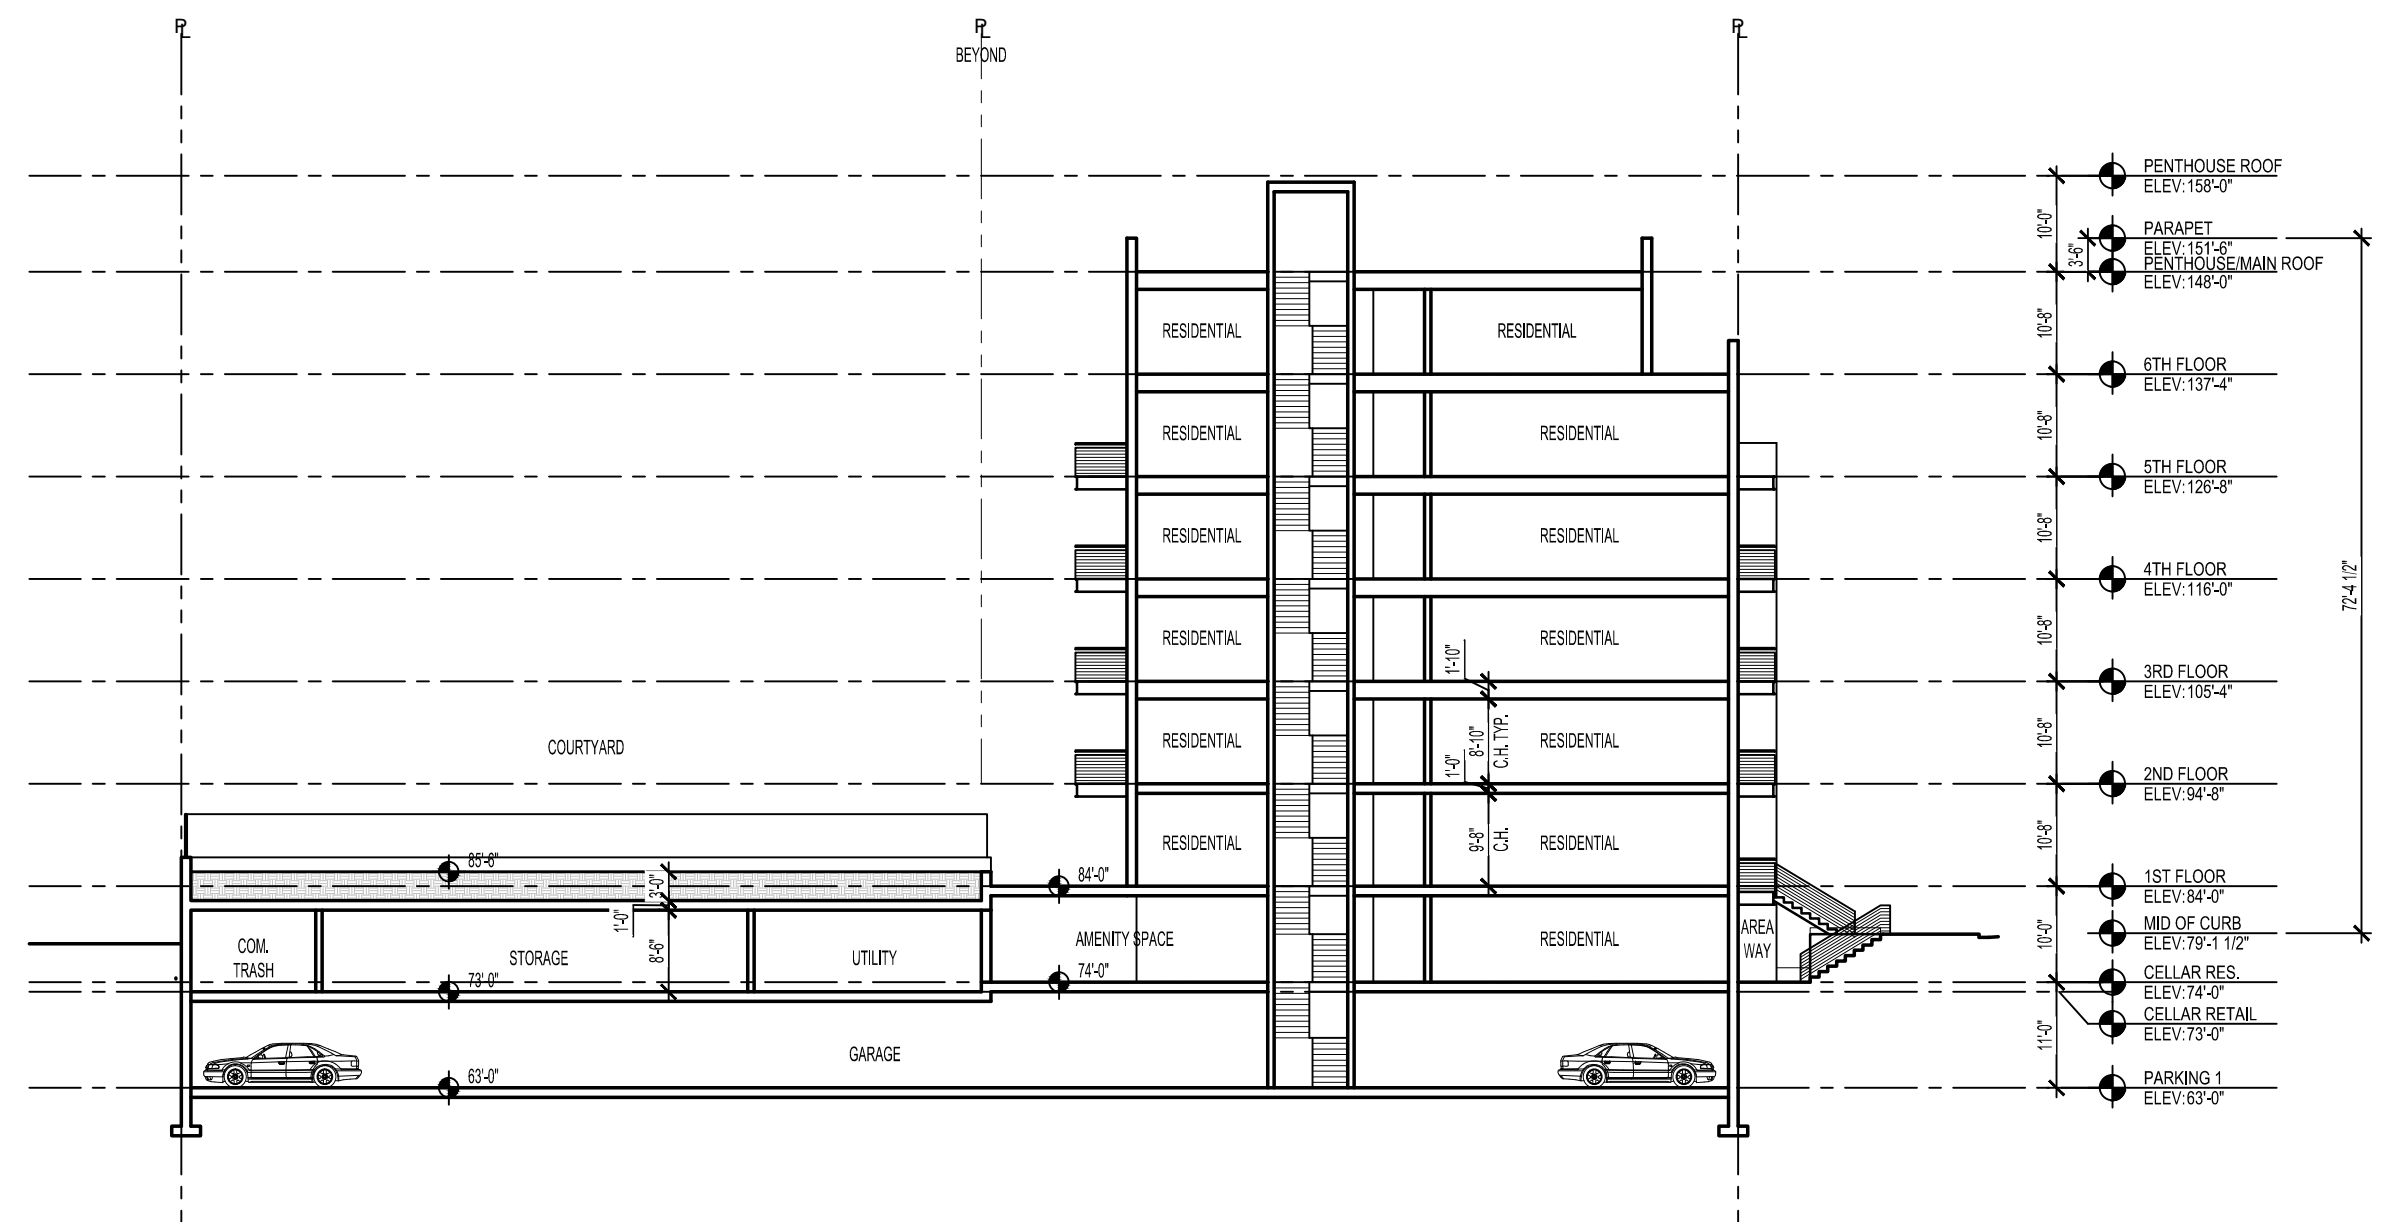 PL
PL
BEYOND
PL
PENTHOUSE ROOF
ELEV: 158'-0"
10'-0"
PARAPET
ELEV: 151'-6"
3'-6"
PENTHOUSE/MAIN ROOF
ELEV: 148'-0"
RESIDENTIAL
RESIDENTIAL
10'-8"
6TH FLOOR
ELEV: 137'-4"
RESIDENTIAL
RESIDENTIAL
10'-8"
5TH FLOOR
ELEV: 126'-8"
RESIDENTIAL
RESIDENTIAL
10'-8"
4TH FLOOR
ELEV: 116'-0"
72'-4 1/2"
RESIDENTIAL
1'-10"
RESIDENTIAL
10'-8"
3RD FLOOR
ELEV: 105'-4"
COURTYARD
RESIDENTIAL
1'-0"
8'-10"
C.H. TYP.
RESIDENTIAL
10'-8"
2ND FLOOR
ELEV: 94'-8"
RESIDENTIAL
9'-8"
C.H.
RESIDENTIAL
10'-8"
85'-6"
3'-0"
84'-0"
1ST FLOOR
ELEV: 84'-0"
1'-0"
COM.
TRASH
STORAGE
8'-6"
UTILITY
AMENITY SPACE
RESIDENTIAL
AREA
WAY
10'-0"
MID OF CURB
ELEV: 79'-1 1/2"
73'-0"
74'-0"
CELLAR RES.
ELEV: 74'-0"
CELLAR RETAIL
ELEV: 73'-0"
GARAGE
11'-0"
63'-0"
PARKING 1
ELEV: 63'-0"